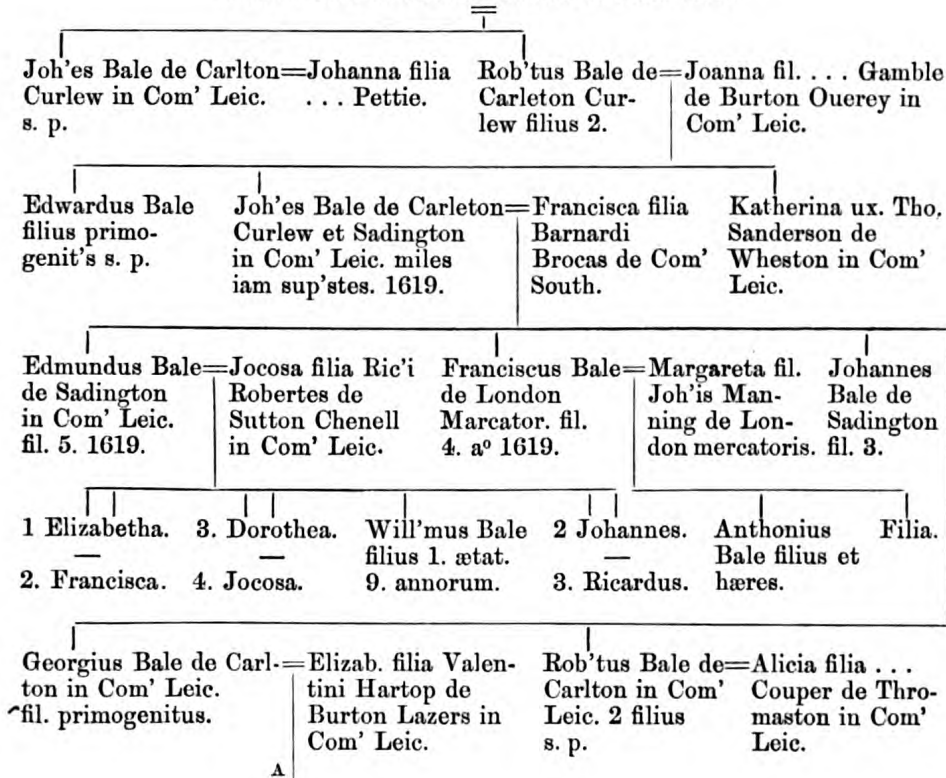 Joh'es Bale de Carlton=Johanna filia
Curlew in Com' Leic. ... Pettie.
s. p.
Rob'tus Bale de=Joanna fil. .... Gamble
Carleton Cur- de Burton Ouerey in
lew filius 2. Com' Leic.
Edwardus Bale
filius primo-
genit's s. p.
Joh'es Bale de Carleton=Francisca filia
Curlew et Sadington Barnardi
in Com' Leic. miles Brocas de Com'
iam sup'stes. 1619. South.
Katherina ux. Tho.
Sanderson de
Wheston in Com'
Leic.
Edmundus Bale=Jocosa filia Ric'i
de Sadington Robertes de
in Com' Leic. Sutton Chenell
fil. 5. 1619. in Com' Leic.
Franciscus Bale=Margareta fil.
de London Joh'is Man-
Marcator. fil. ning de Lon-
4. aº 1619. don mercatoris.
Johannes
Bale de
Sadington
fil. 3.
1 Elizabetha.
—
2. Francisca.
3. Dorothea.
—
4. Jocosa.
Will'mus Bale
filius 1. ætat.
9. annorum.
2 Johannes.
—
3. Ricardus.
Anthonius
Bale filius et
hæres.
Filia.
Georgius Bale de Carl-=Elizab. filia Valen-
ton in Com' Leic. tini Hartop de
fil. primogenitus. Burton Lazers in
Com' Leic.
Rob'tus Bale de=Alicia filia ...
Carlton in Com' Couper de Thro-
Leic. 2 filius maston in Com'
s. p. Leic.
A